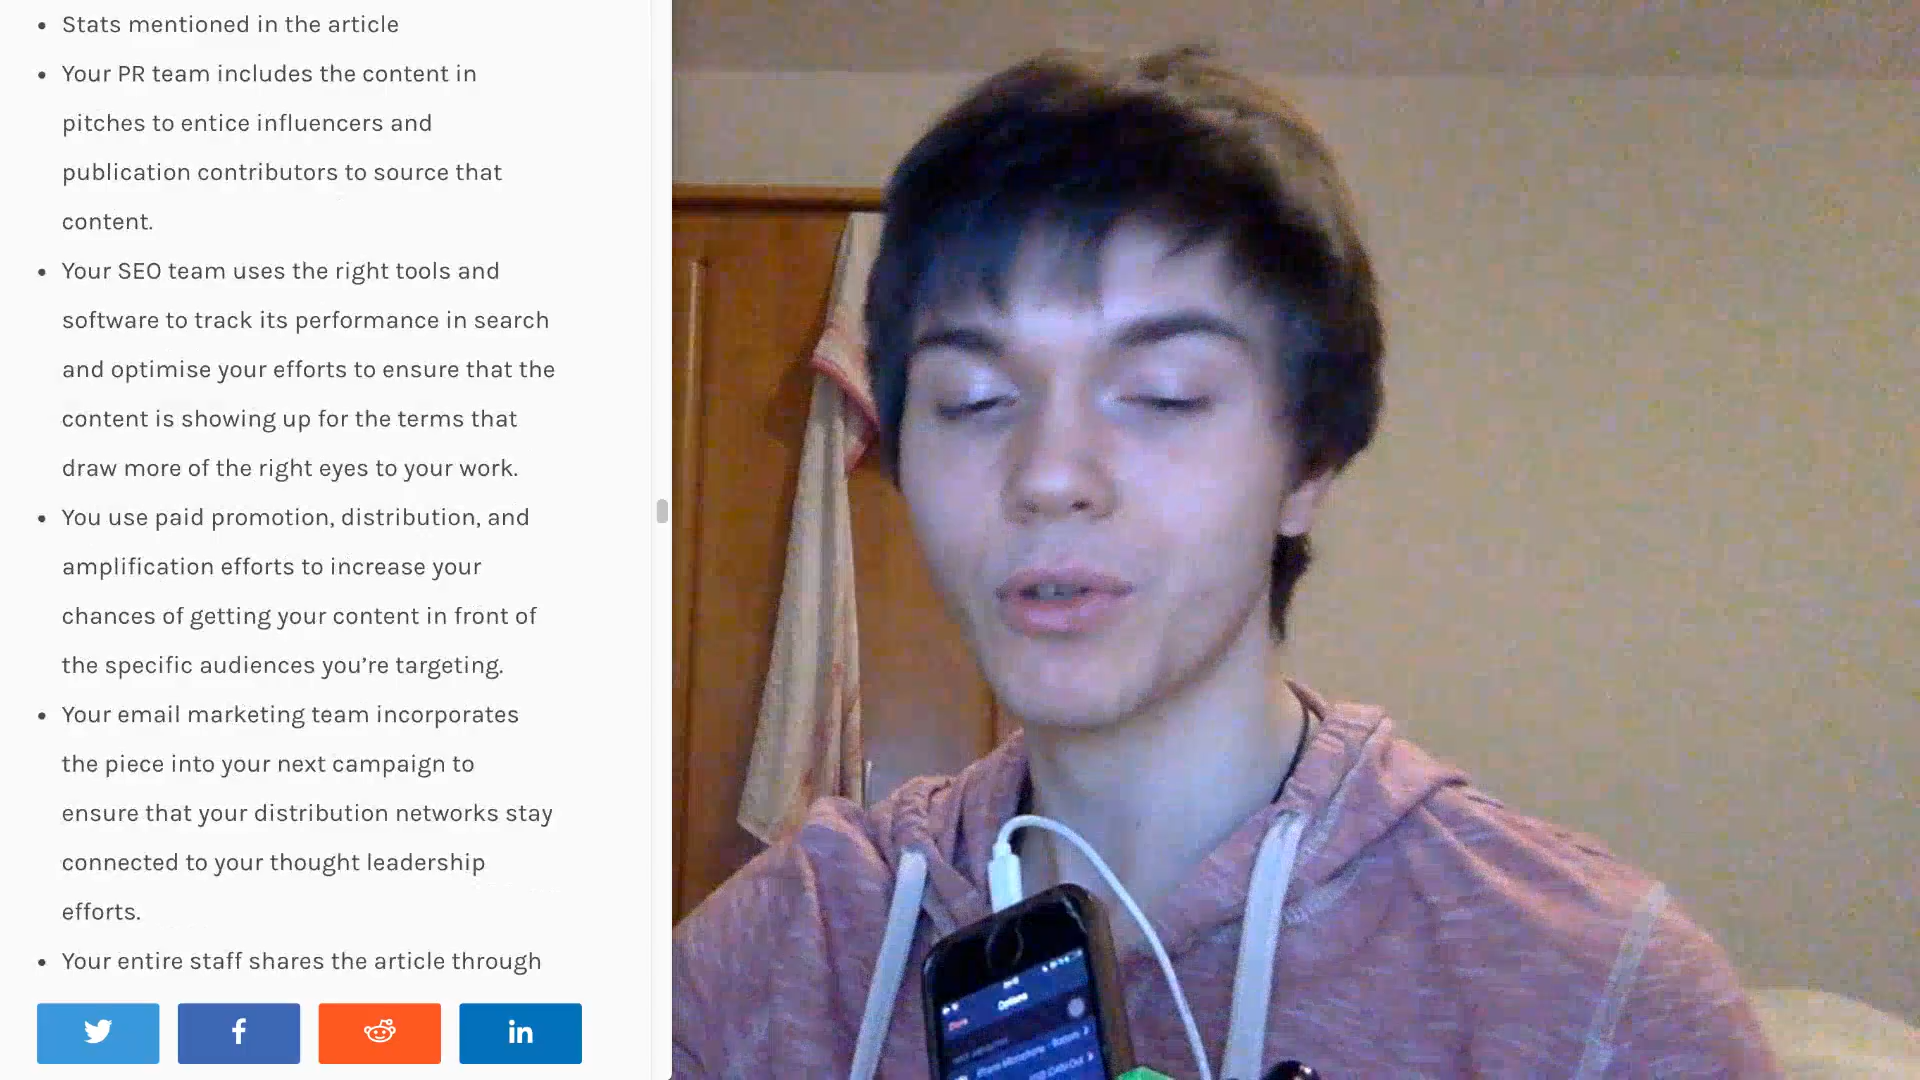 Stats mentioned in the article
Your PR team includes the content in
pitches to entice influencers and
publication contributors to source that
content.
Your SEO team uses the right tools and
software to track its performance in search
and optimise your efforts to ensure that the
content is showing up for the terms that
draw more of the right eyes to your work.
You use paid promotion, distribution, and
amplification efforts to increase your
chances of getting your content in front of
the specific audiences you’re targeting.
Your email marketing team incorporates
the piece into your next campaign to
ensure that your distribution networks stay
connected to your thought leadership
efforts.
Your entire staff shares the article through
f
in
Options